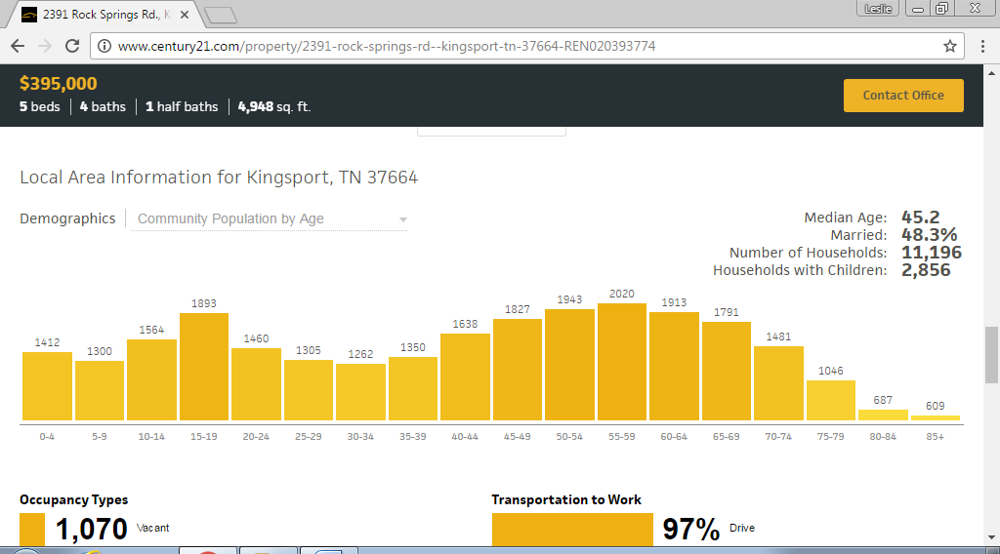 2391 Rock Springs Rd., K
Leslie
www.century21.com/property/2391-rock-springs-rd--kingsport-tn-37664-REN020393774
$395,000
5 beds | 4 baths | 1 half baths | 4,948 sq. ft.
Contact Office
Local Area Information for Kingsport, TN 37664
Demographics | Community Population by Age
Median Age: 45.2
Married: 48.3%
Number of Households: 11,196
Households with Children: 2,856
1412 1300 1564 1893 1460 1305 1262 1350 1638 1827 1943 2020 1913 1791 1481 1046 687 609
0-4 5-9 10-14 15-19 20-24 25-29 30-34 35-39 40-44 45-49 50-54 55-59 60-64 65-69 70-74 75-79 80-84 85+
Occupancy Types
1,070 Vacant
Transportation to Work
97% Drive